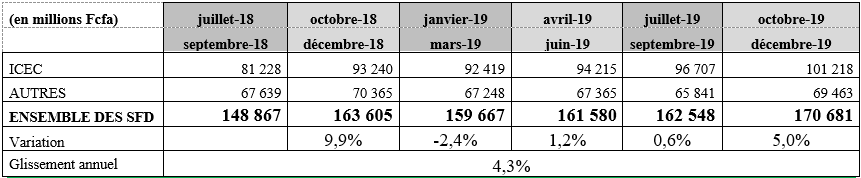 (en millions Fcfa) juillet-18 octobre-18 janvier-19 avril-19 juillet-19 octobre-19
septembre-18 décembre-18 mars-19 juin-19 septembre-19 décembre-19
ICEC 81 228 93 240 92 419 94 215 96 707 101 218
AUTRES 67 639 70 365 67 248 67 365 65 841 69 463
ENSEMBLE DES SFD 148 867 163 605 159 667 161 580 162 548 170 681
Variation 9,9% -2,4% 1,2% 0,6% 5,0%
Glissement annuel 4,3%